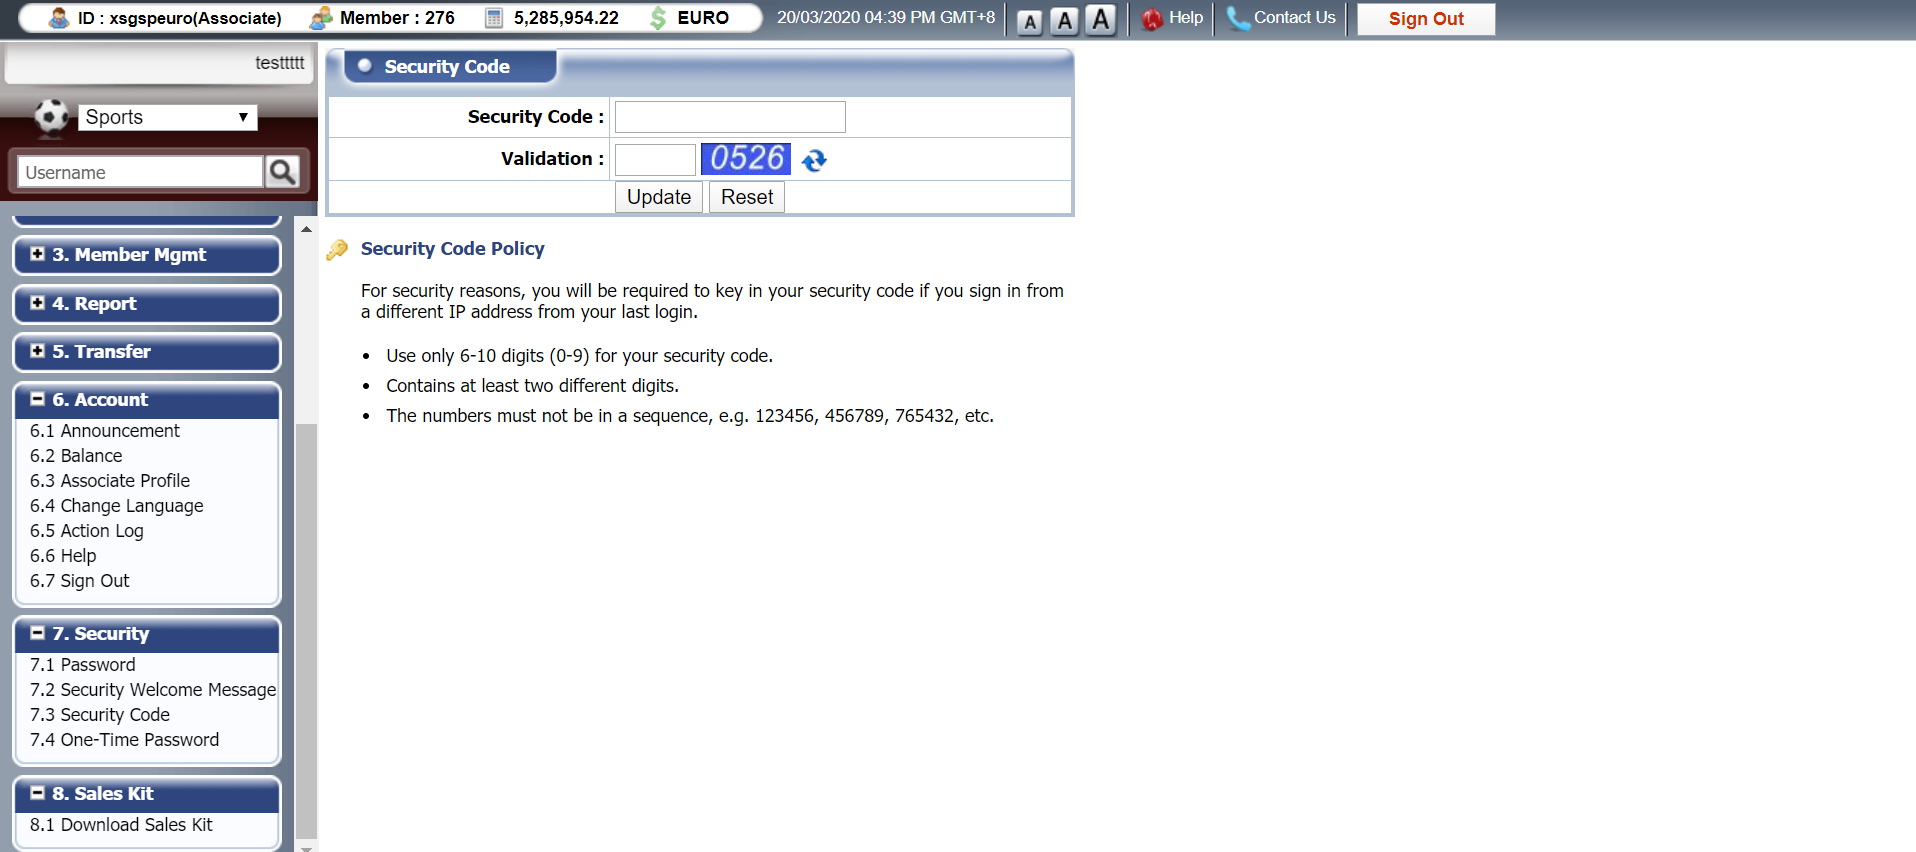 ID : xsgspeuro(Associate) Member : 276 5,285,954.22 EURO 20/03/2020 04:39 PM GMT+8 A A A Help Contact Us Sign Out
testtttt
Sports
Username
3. Member Mgmt
4. Report
5. Transfer
6. Account
6.1 Announcement
6.2 Balance
6.3 Associate Profile
6.4 Change Language
6.5 Action Log
6.6 Help
6.7 Sign Out
7. Security
7.1 Password
7.2 Security Welcome Message
7.3 Security Code
7.4 One-Time Password
8. Sales Kit
8.1 Download Sales Kit
Security Code
Security Code :
Validation : 0526
Update Reset
Security Code Policy
For security reasons, you will be required to key in your security code if you sign in from
a different IP address from your last login.
• Use only 6-10 digits (0-9) for your security code.
• Contains at least two different digits.
• The numbers must not be in a sequence, e.g. 123456, 456789, 765432, etc.